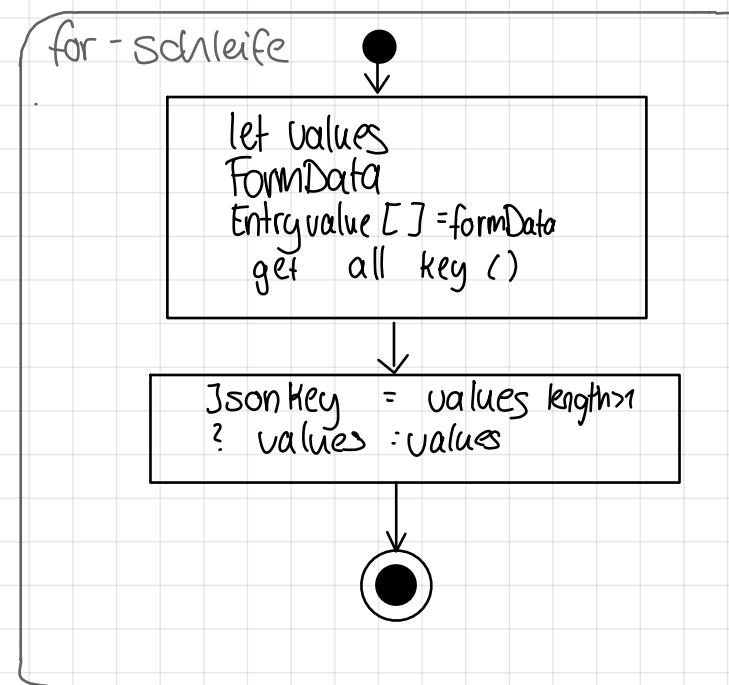 for - schleife
let values
FormData
Entryvalue [ ] = formData
get all key ( )
Json key = values length>1
? values : values